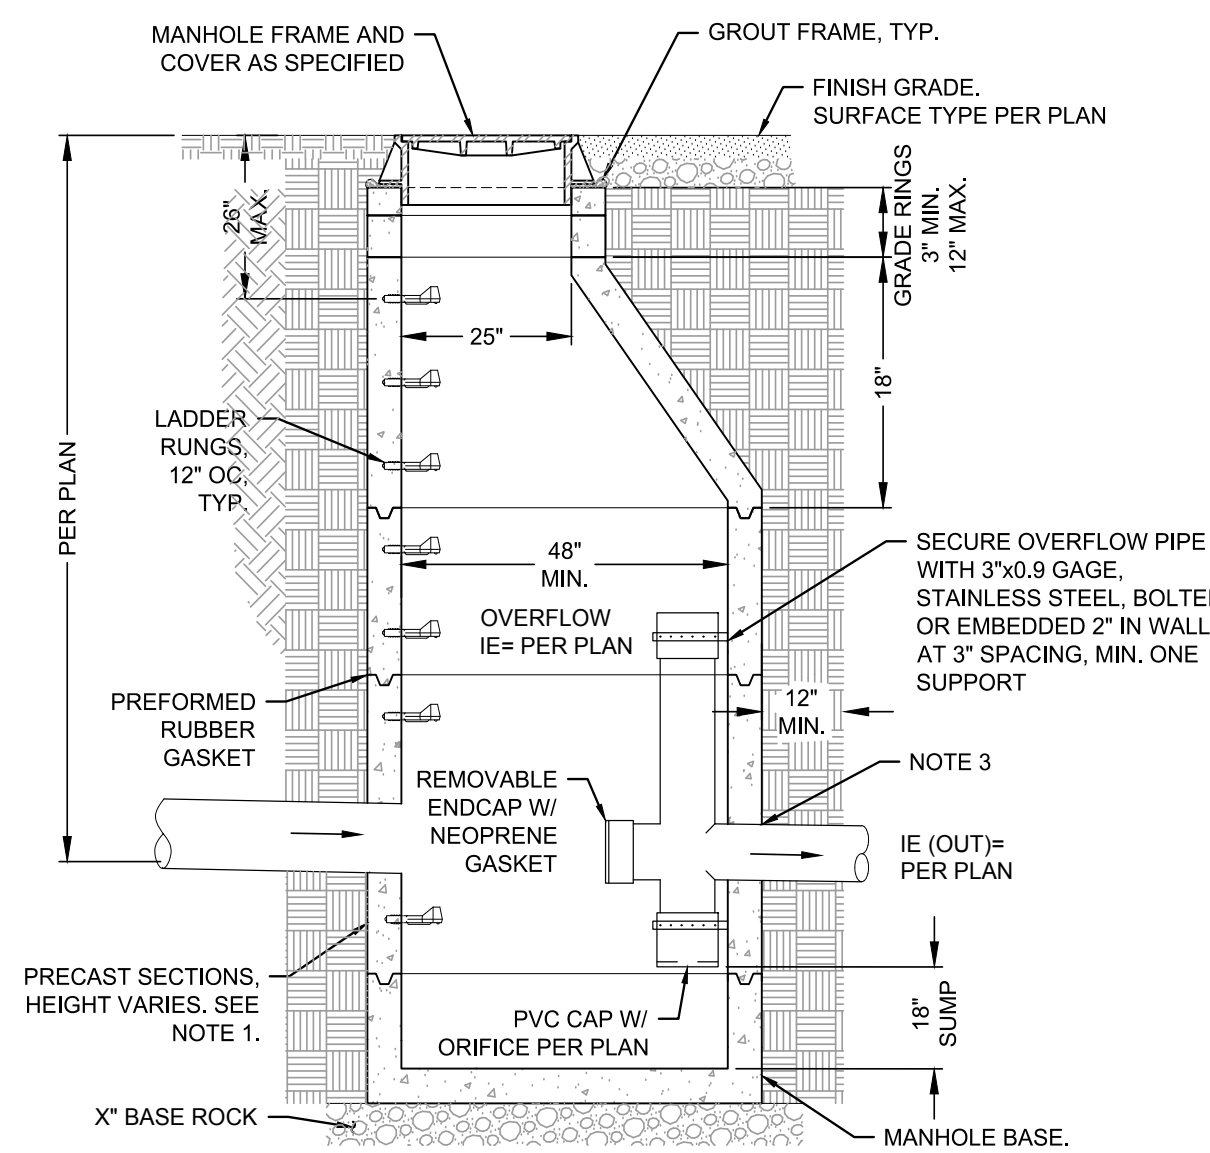 MANHOLE FRAME AND
COVER AS SPECIFIED
GROUT FRAME, TYP.
FINISH GRADE.
SURFACE TYPE PER PLAN
26"
MAX.
GRADE RINGS
3" MIN.
12" MAX.
25"
18"
LADDER
RUNGS,
12" OC,
TYP.
PER PLAN
48"
MIN.
OVERFLOW
IE= PER PLAN
SECURE OVERFLOW PIPE
WITH 3"x0.9 GAGE,
STAINLESS STEEL, BOLTE
OR EMBEDDED 2" IN WALL
AT 3" SPACING, MIN. ONE
SUPPORT
PREFORMED
RUBBER
GASKET
12"
MIN.
NOTE 3
REMOVABLE
ENDCAP W/
NEOPRENE
GASKET
IE (OUT)=
PER PLAN
PRECAST SECTIONS,
HEIGHT VARIES. SEE
NOTE 1.
PVC CAP W/
ORIFICE PER PLAN
18"
SUMP
X" BASE ROCK
MANHOLE BASE.